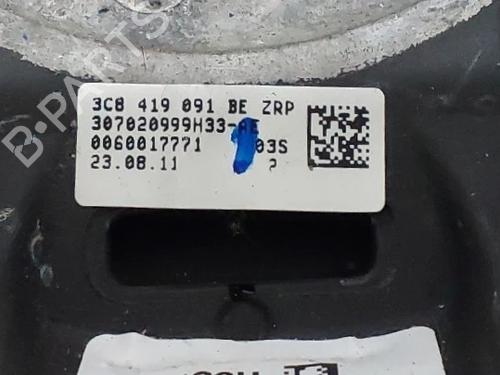 B-PARTS
3C8 419 091 BE ZRP
307020999H33-AE
0060017771 03S
23.08.11 ?